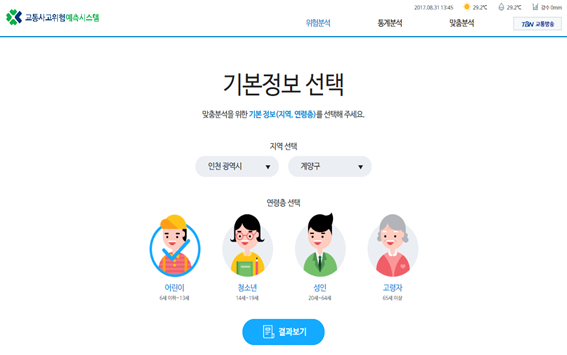 2017.08.31 13:45 29.2℃ 29.2℃ 강수 0mm
교통사고위험예측시스템 위험분석 통계분석 맞춤분석 TBN 교통방송
기본정보 선택
맞춤분석을 위한 기본 정보(지역, 연령층)를 선택해 주세요.
지역 선택
인천 광역시 계양구
연령층 선택
어린이 청소년 성인 고령자
6세 이하~13세 14세~19세 20세~64세 65세 이상
결과보기